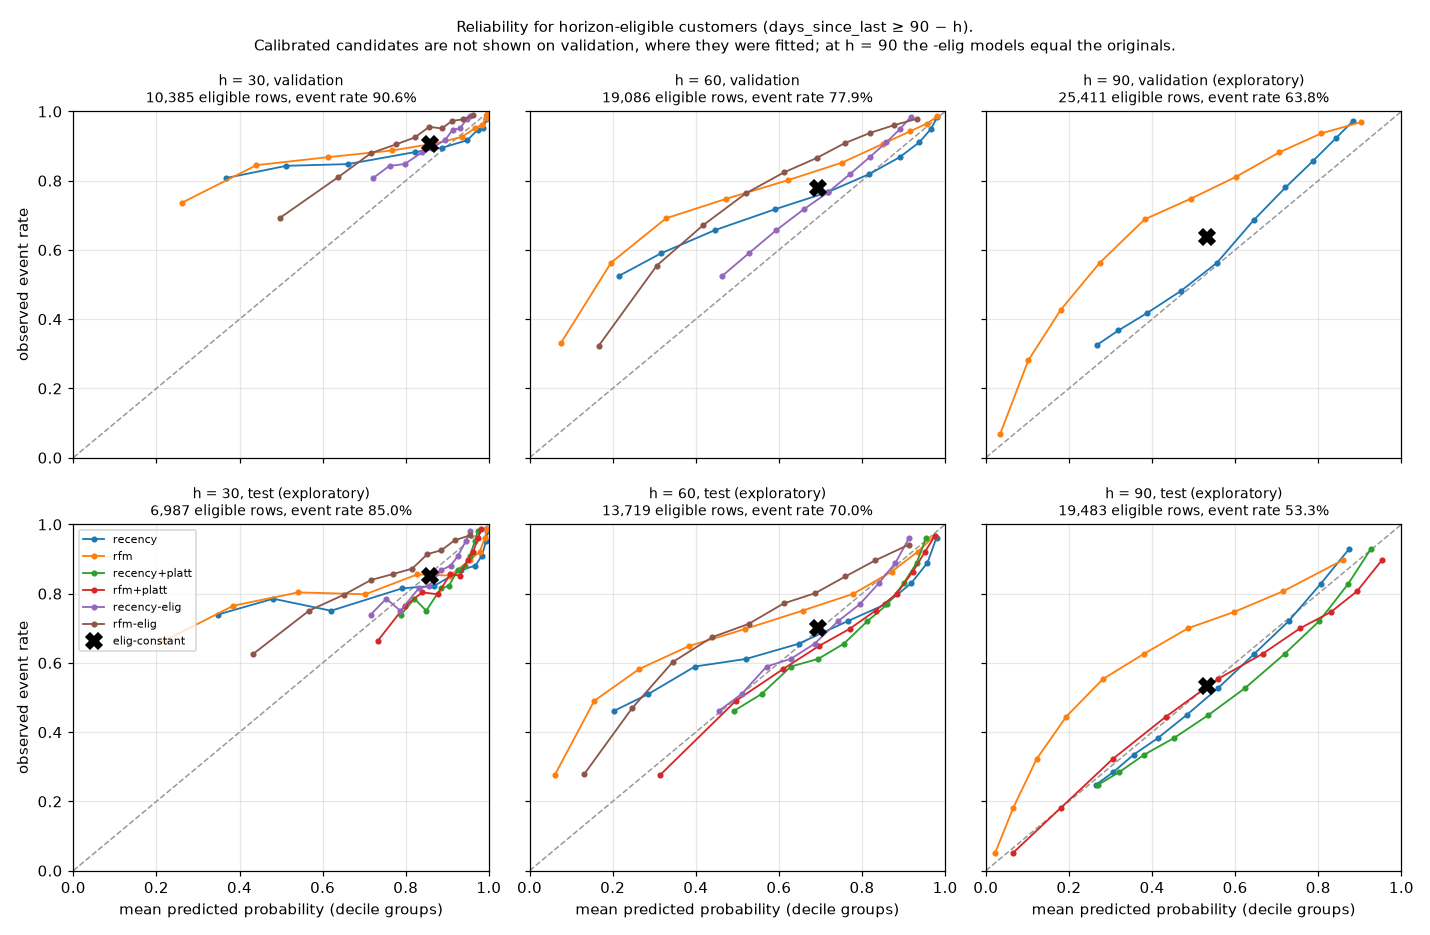 Reliability for horizon-eligible customers (days_since_last ≥ 90 − h).
Calibrated candidates are not shown on validation, where they were fitted; at h = 90 the -elig models equal the originals.
h = 30, validation
10,385 eligible rows, event rate 90.6%
h = 60, validation
19,086 eligible rows, event rate 77.9%
h = 90, validation (exploratory)
25,411 eligible rows, event rate 63.8%
observed event rate
1.0
0.8
0.6
0.4
0.2
0.0
h = 30, test (exploratory)
6,987 eligible rows, event rate 85.0%
h = 60, test (exploratory)
13,719 eligible rows, event rate 70.0%
h = 90, test (exploratory)
19,483 eligible rows, event rate 53.3%
observed event rate
1.0
0.8
0.6
0.4
0.2
0.0
recency
rfm
recency+platt
rfm+platt
recency-elig
rfm-elig
elig-constant
0.0 0.2 0.4 0.6 0.8 1.0
0.0 0.2 0.4 0.6 0.8 1.0
0.0 0.2 0.4 0.6 0.8 1.0
mean predicted probability (decile groups)
mean predicted probability (decile groups)
mean predicted probability (decile groups)